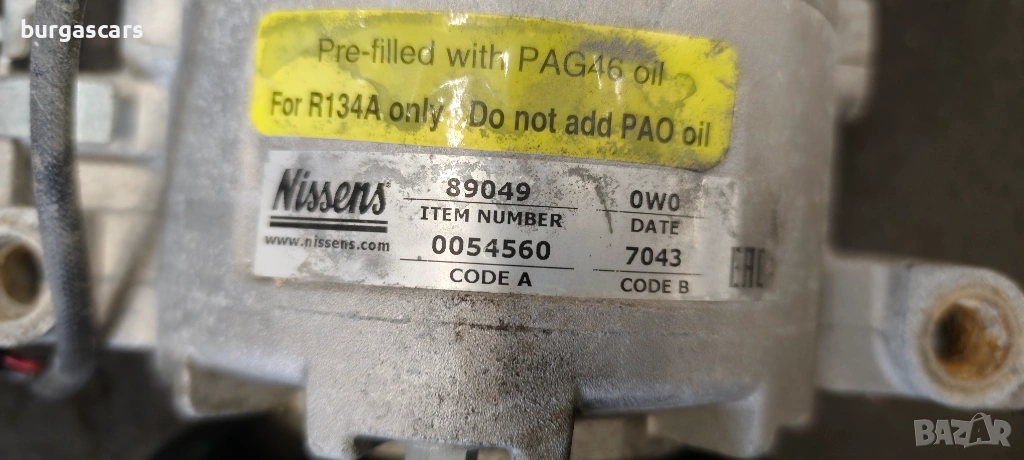 burgascars
Pre-filled with PAG46 oil
For R134A only Do not add PAO oil
Nissens
www.nissens.com
89049
ITEM NUMBER
0054560
CODE A
0W0
DATE
7043
CODE B
EAC
BAZAR